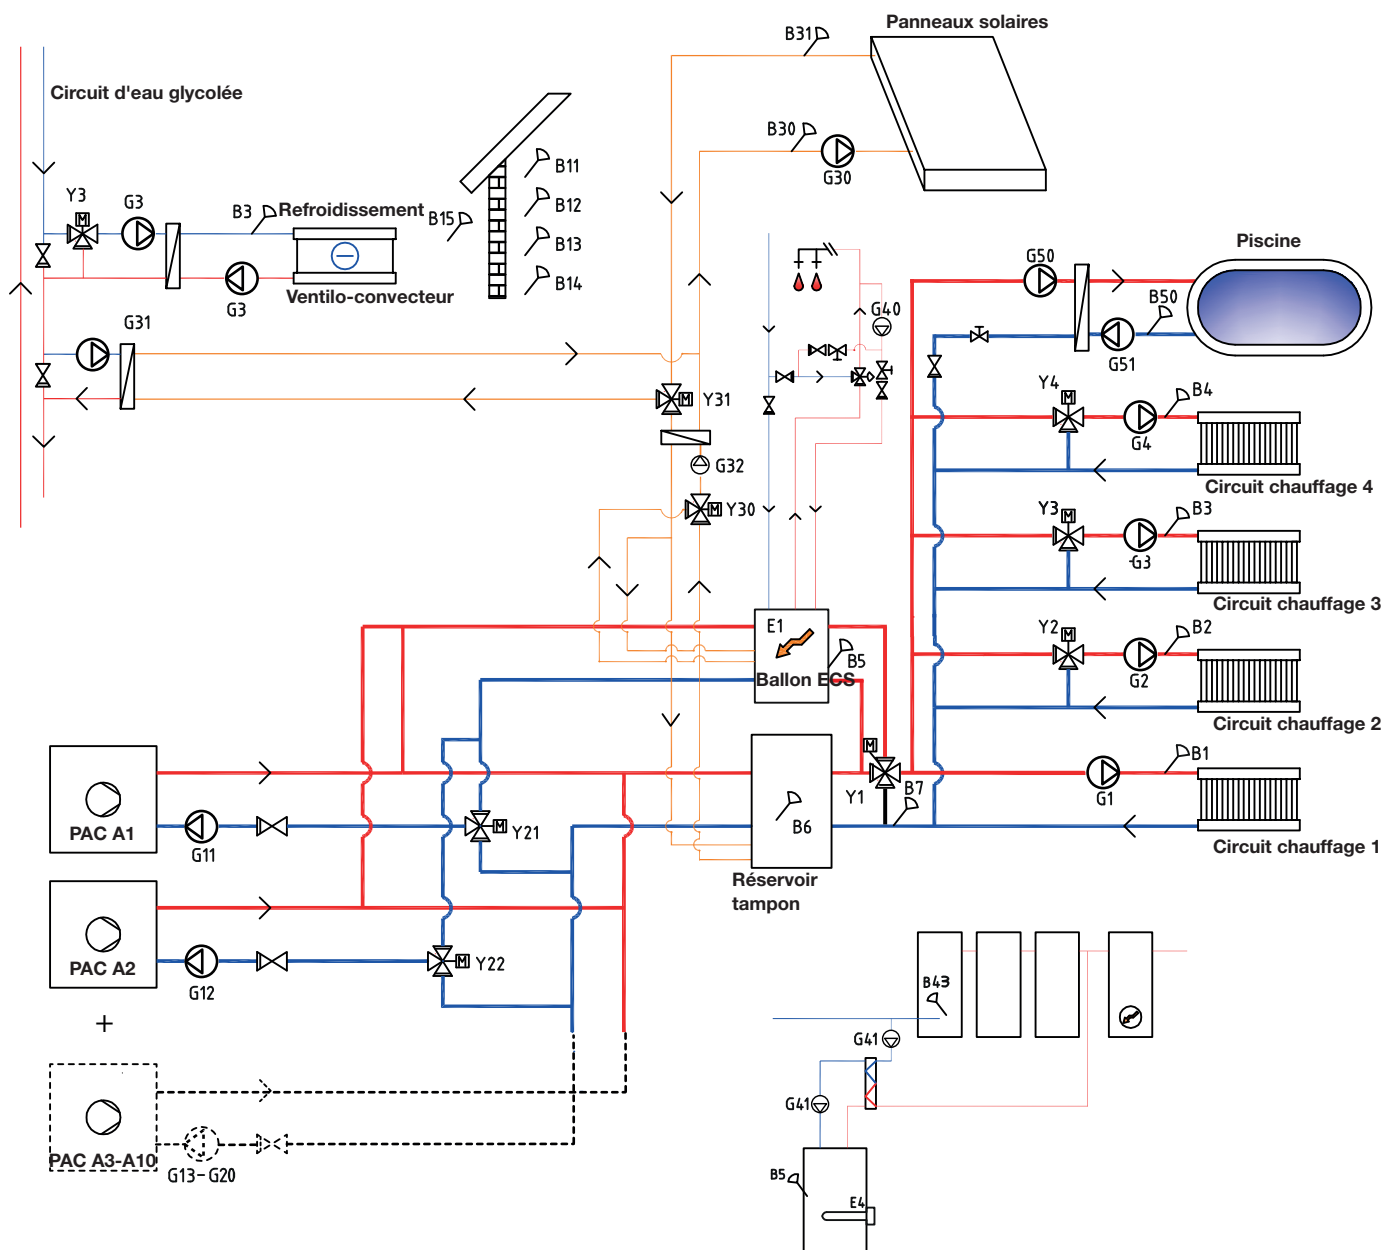 Panneaux solaires
B31
Circuit d'eau glycolée
B30
G30
B11
Y3
G3
B3
Refroidissement
B15
B12
B13
B14
G3
Ventilo-convecteur
Piscine
G50
B50
G51
G40
G31
Y31
Y4
B4
G4
Circuit chauffage 4
G32
Y30
Y3
B3
G3
Circuit chauffage 3
E1
B5
Ballon ECS
Y2
B2
G2
Circuit chauffage 2
PAC A1
G11
Y21
B6
Y1
B7
G1
B1
Circuit chauffage 1
Réservoir
tampon
PAC A2
G12
Y22
+
B43
G41
G41
PAC A3-A10
G13-G20
B5
E4
M
M
M
M
M
M
M
M
M